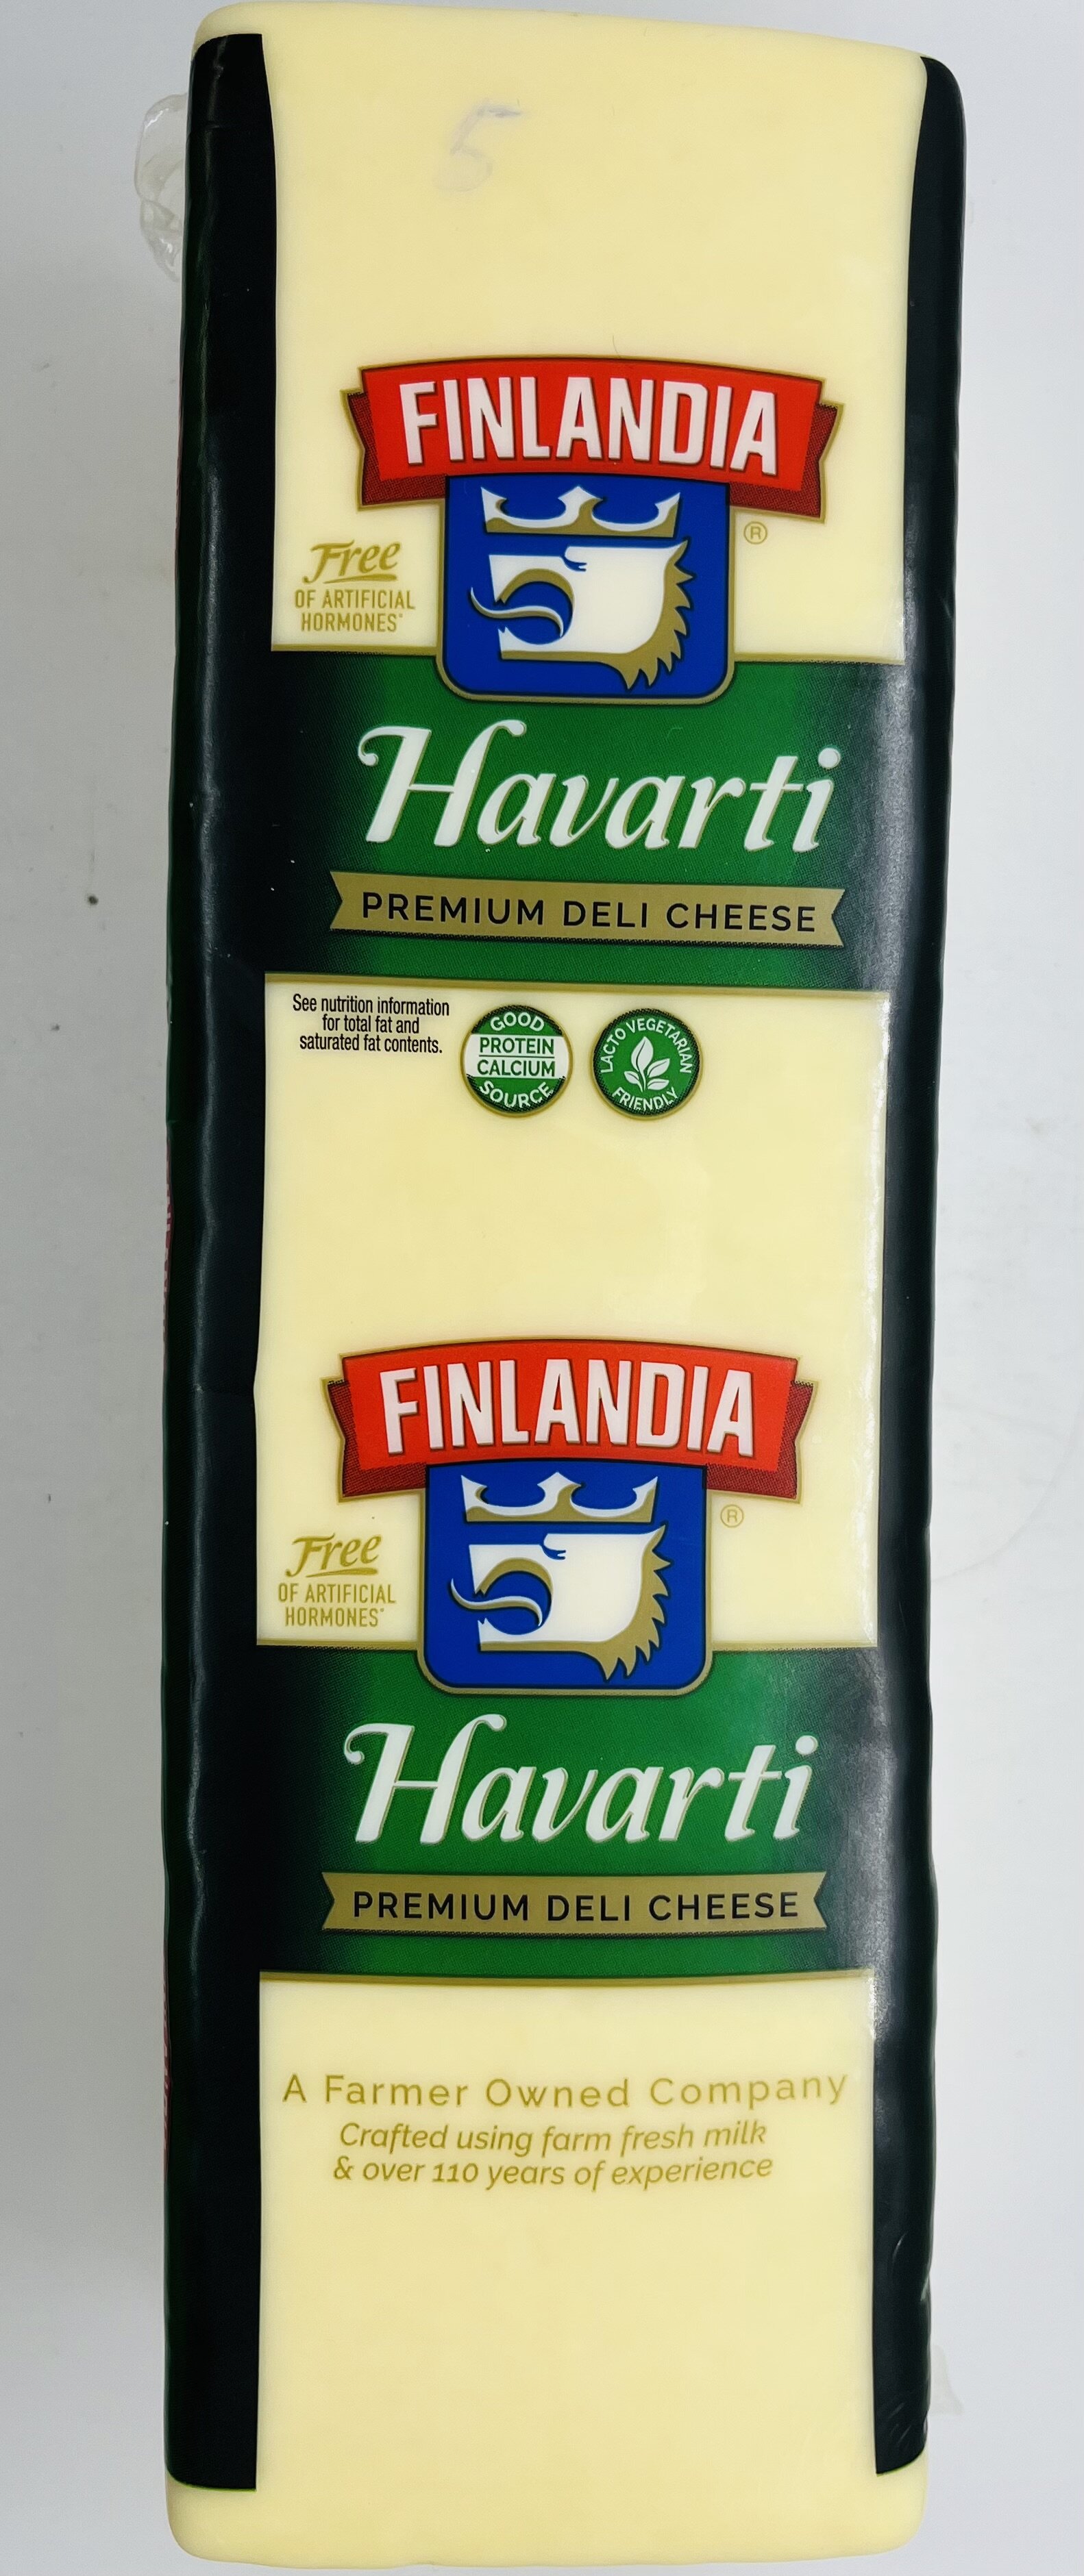 5
FINLANDIA
®
Free
OF ARTIFICIAL
HORMONES*
Havarti
PREMIUM DELI CHEESE
See nutrition information
for total fat and
saturated fat contents.
GOOD
PROTEIN
CALCIUM
SOURCE
LACTO VEGETARIAN
FRIENDLY
FINLANDIA
®
Free
OF ARTIFICIAL
HORMONES*
Havarti
PREMIUM DELI CHEESE
A Farmer Owned Company
Crafted using farm fresh milk
& over 110 years of experience